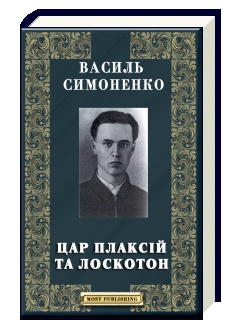 ВАСИЛЬ
СИМОНЕНКО
ЦАР ПЛАКСІЙ
ТА ЛОСКОТОН
MOST PUBLISHING